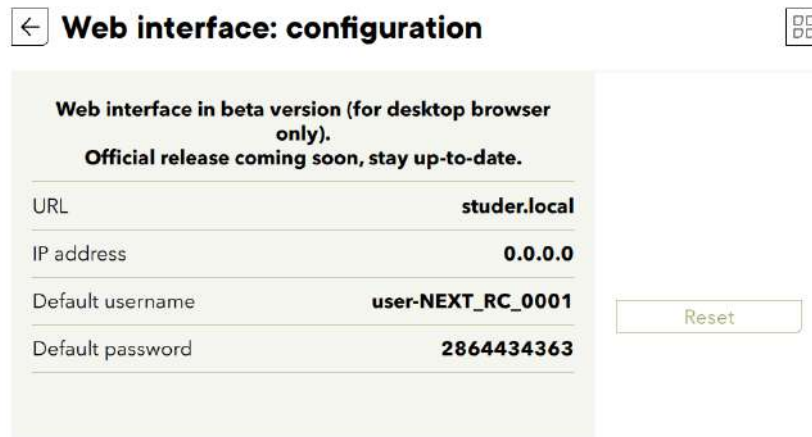 Web interface: configuration
Web interface in beta version (for desktop browser
only).
Official release coming soon, stay up-to-date.
URL studer.local
IP address 0.0.0.0
Default username user-NEXT_RC_0001
Default password 2864434363
Reset